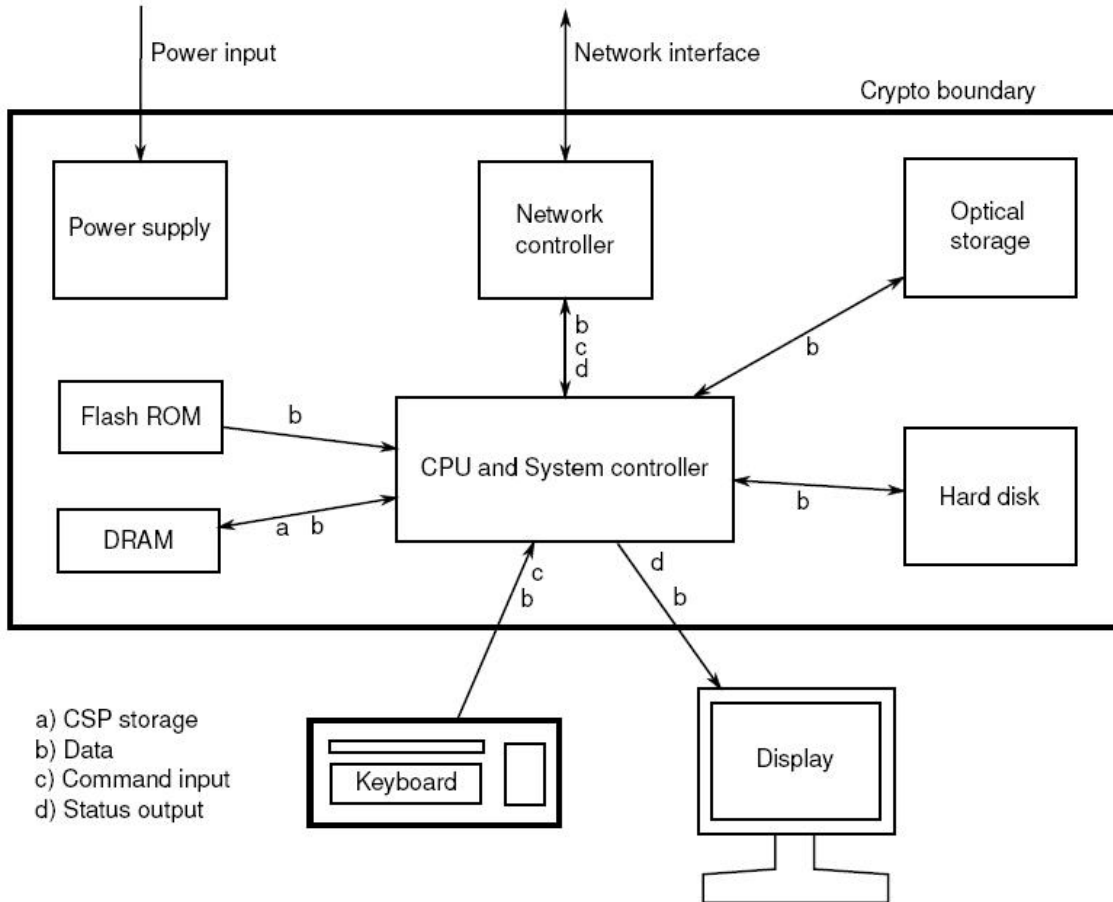 Power input
Network interface
Crypto boundary
Power supply
Network
controller
Optical
storage
b
c
d
b
Flash ROM
b
CPU and System controller
b
Hard disk
DRAM
a b
c
b
d
b
a) CSP storage
b) Data
c) Command input
d) Status output
Keyboard
Display